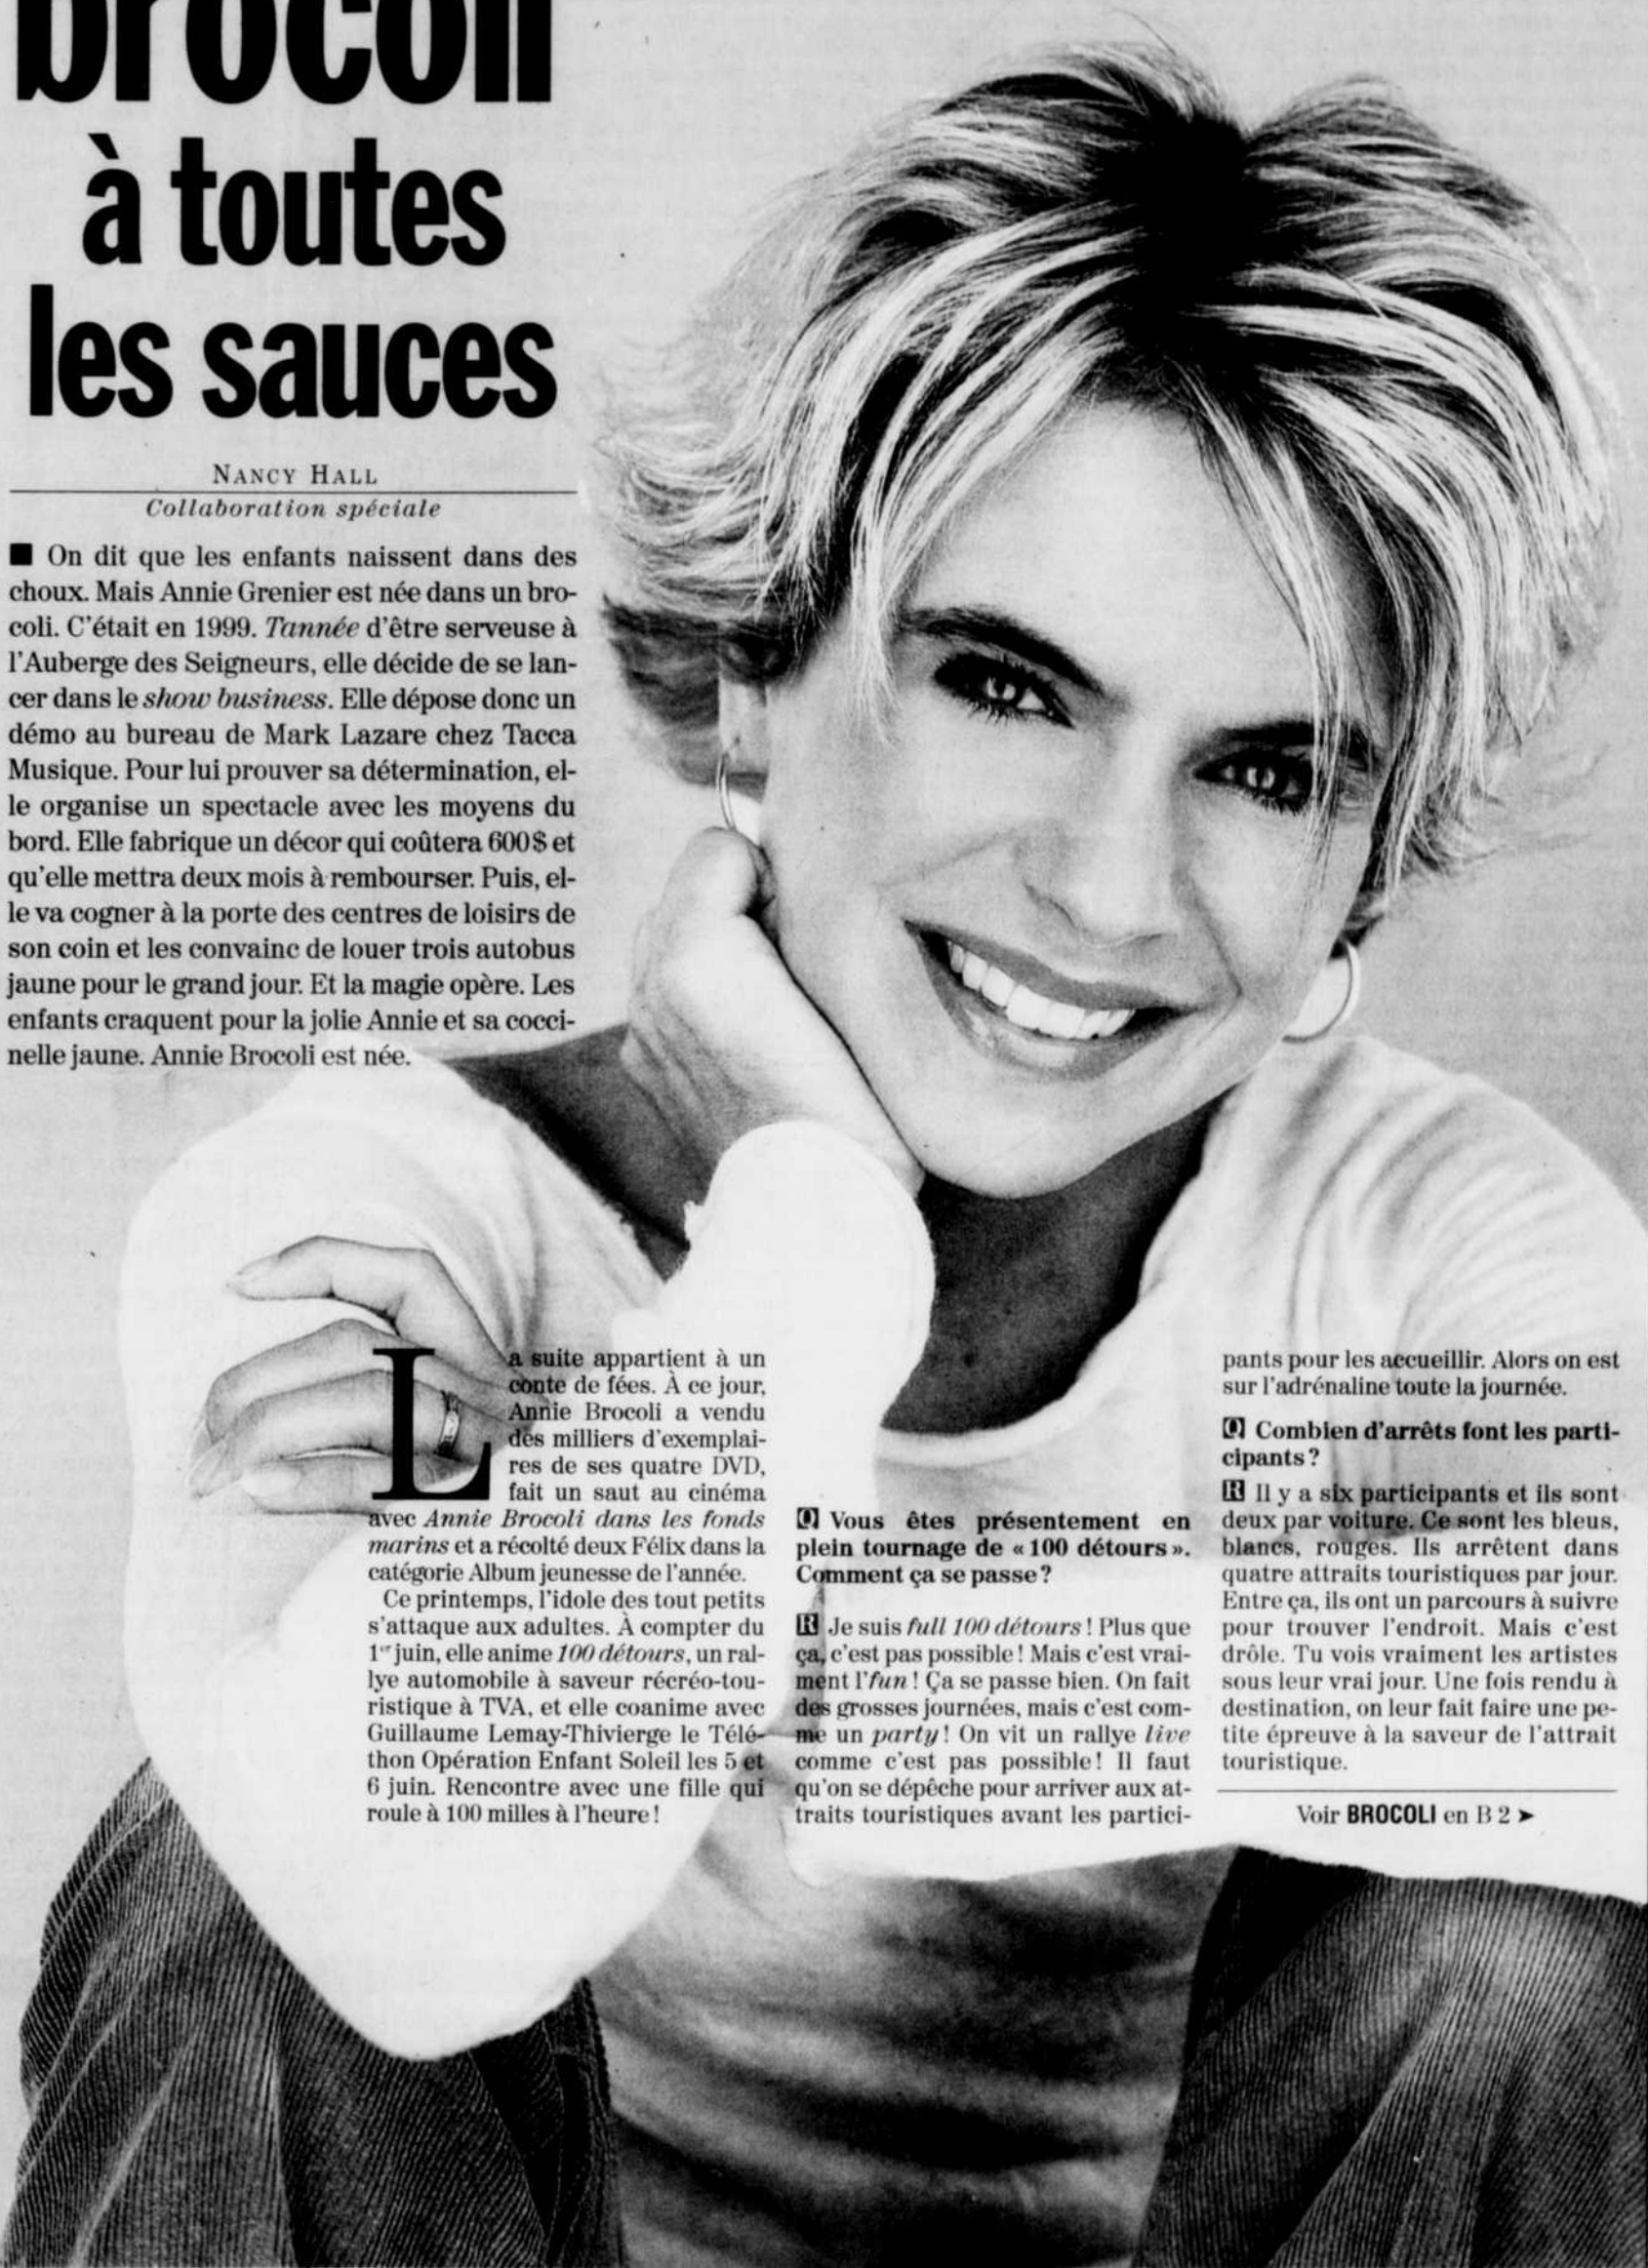 brocoli
à toutes
les sauces
NANCY HALL
Collaboration spéciale
■ On dit que les enfants naissent dans des
choux. Mais Annie Grenier est née dans un bro-
coli. C'était en 1999. Tannée d'être serveuse à
l'Auberge des Seigneurs, elle décide de se lan-
cer dans le show business. Elle dépose donc un
démo au bureau de Mark Lazare chez Tacca
Musique. Pour lui prouver sa détermination, el-
le organise un spectacle avec les moyens du
bord. Elle fabrique un décor qui coûtera 600$ et
qu'elle mettra deux mois à rembourser. Puis, el-
le va cogner à la porte des centres de loisirs de
son coin et les convainc de louer trois autobus
jaune pour le grand jour. Et la magie opère. Les
enfants craquent pour la jolie Annie et sa cocci-
nelle jaune. Annie Brocoli est née.
La suite appartient à un
conte de fées. À ce jour,
Annie Brocoli a vendu
des milliers d'exemplai-
res de ses quatre DVD,
fait un saut au cinéma
avec Annie Brocoli dans les fonds
marins et a récolté deux Félix dans la
catégorie Album jeunesse de l'année.
Ce printemps, l'idole des tout petits
s'attaque aux adultes. À compter du
1er juin, elle anime 100 détours, un ral-
lye automobile à saveur récréo-tou-
ristique à TVA, et elle coanime avec
Guillaume Lemay-Thivierge le Télé-
thon Opération Enfant Soleil les 5 et
6 juin. Rencontre avec une fille qui
roule à 100 milles à l'heure !
Q Vous êtes présentement en
plein tournage de « 100 détours ».
Comment ça se passe ?
R Je suis full 100 détours ! Plus que
ça, c'est pas possible ! Mais c'est vrai-
ment l'fun ! Ça se passe bien. On fait
des grosses journées, mais c'est com-
me un party ! On vit un rallye live
comme c'est pas possible ! Il faut
qu'on se dépêche pour arriver aux at-
traits touristiques avant les partici-
pants pour les accueillir. Alors on est
sur l'adrénaline toute la journée.
Q Combien d'arrêts font les parti-
cipants ?
R Il y a six participants et ils sont
deux par voiture. Ce sont les bleus,
blancs, rouges. Ils arrêtent dans
quatre attraits touristiques par jour.
Entre ça, ils ont un parcours à suivre
pour trouver l'endroit. Mais c'est
drôle. Tu vois vraiment les artistes
sous leur vrai jour. Une fois rendu à
destination, on leur fait faire une pe-
tite épreuve à la saveur de l'attrait
touristique.
Voir BROCOLI en B 2 ➤